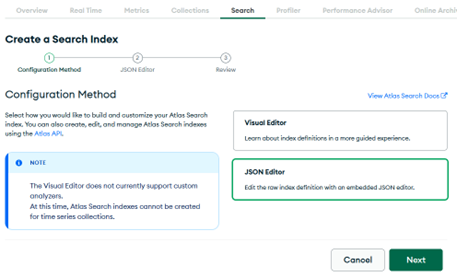 Overview Real Time Metrics Collections Search Profiler Performance Advisor Online Archiv
Create a Search Index
1 2 3
Configuration Method JSON Editor Review
Configuration Method
View Atlas Search Docs
Select how you would like to build and customize your Atlas Search
index. You can also create, edit, and manage Atlas Search indexes
using the Atlas API.
Visual Editor
Learn about index definitions in a more guided experience.
NOTE
The Visual Editor does not currently support custom
analyzers.
At this time, Atlas Search indexes cannot be created
for time series collections.
JSON Editor
Edit the raw index definition with an embedded JSON editor.
Cancel Next